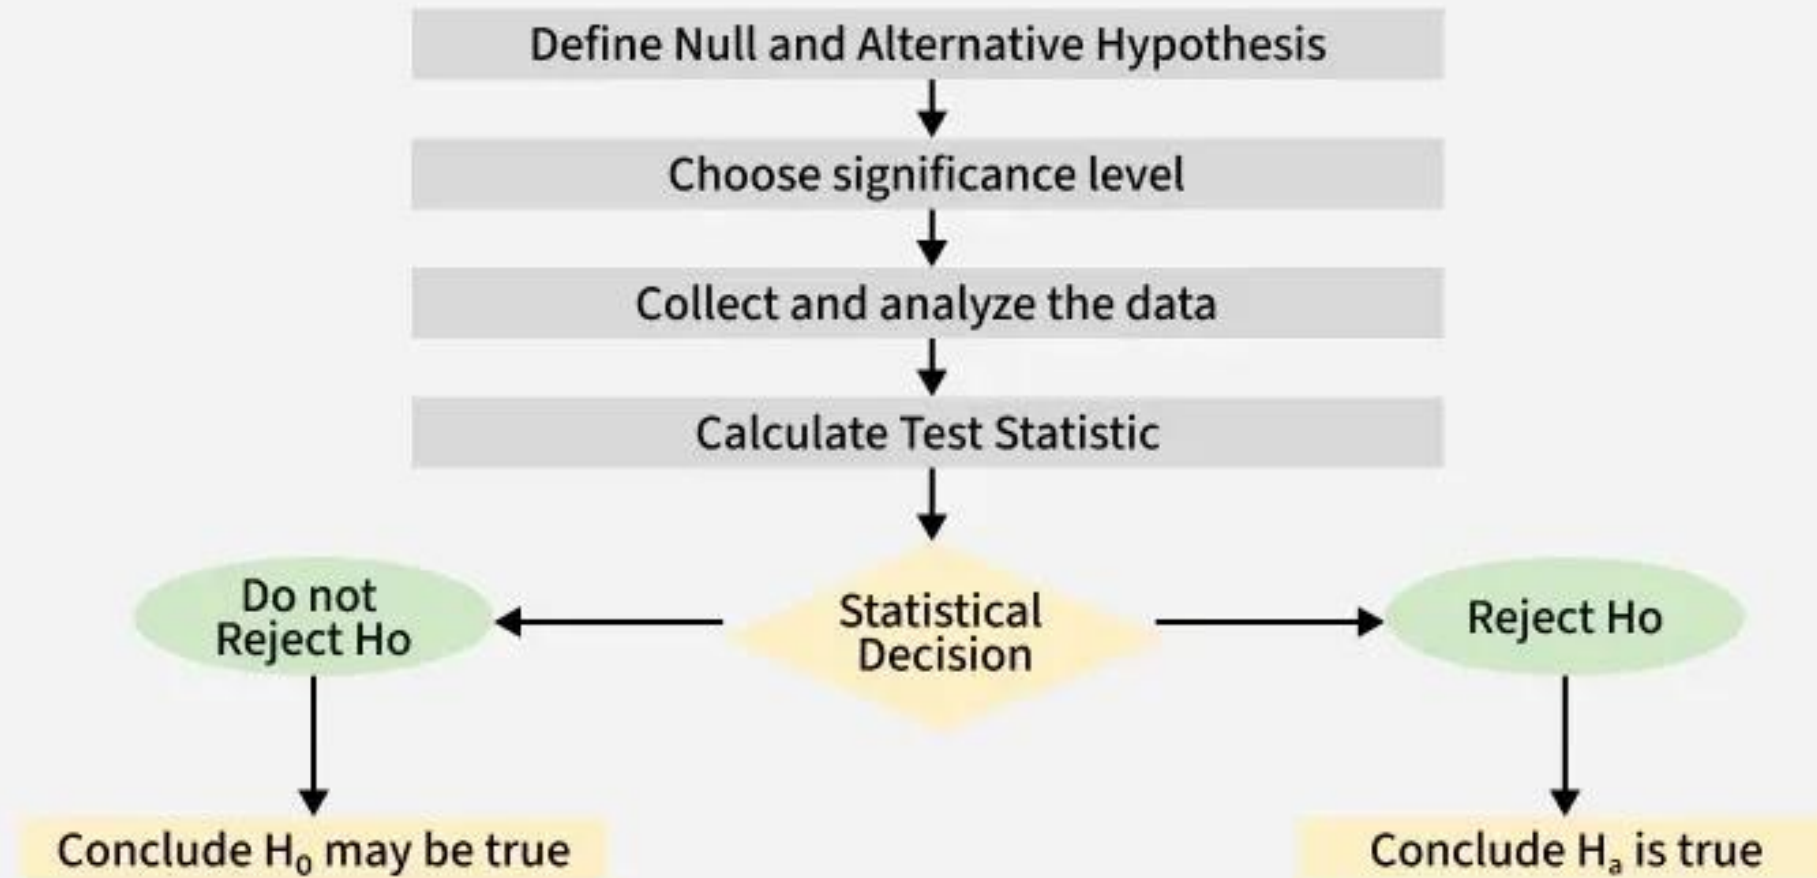 Define Null and Alternative Hypothesis
Choose significance level
Collect and analyze the data
Calculate Test Statistic
Do not
Reject Ho
Statistical
Decision
Reject Ho
Conclude H₀ may be true
Conclude Hₐ is true